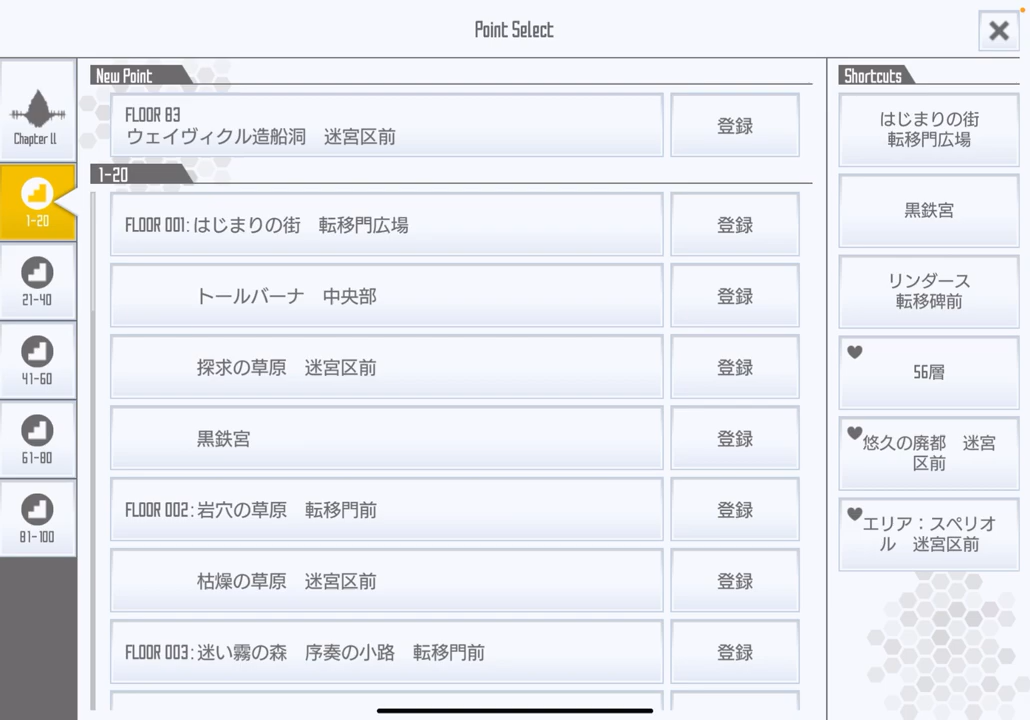 Point Select
New Point
FLOOR 83
ウェイヴィクル造船洞　迷宮区前
登録
Chapter 11
1-20
21-40
41-60
61-80
81-100
1-20
FLOOR 001:はじまりの街　転移門広場
登録
トールバーナ　中央部
登録
探求の草原　迷宮区前
登録
黒鉄宮
登録
FLOOR 002:岩穴の草原　転移門前
登録
枯燥の草原　迷宮区前
登録
FLOOR 003:迷い霧の森　序奏の小路　転移門前
登録
Shortcuts
はじまりの街
転移門広場
黒鉄宮
リンダース
転移碑前
56層
悠久の廃都　迷宮
区前
エリア：スペリオ
ル　迷宮区前